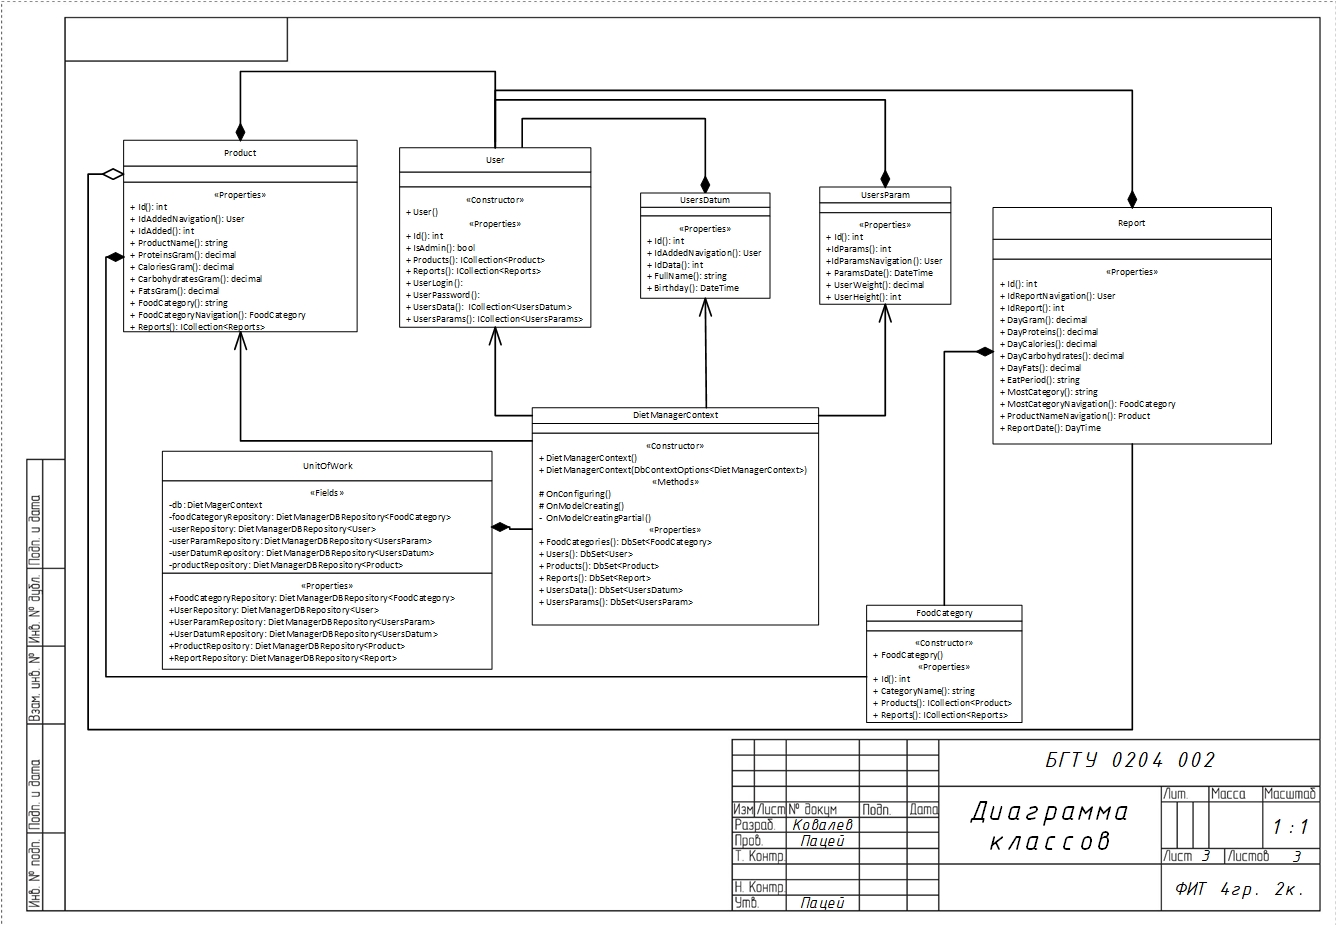 Product
«Properties»
+ Id(): int
+ IdAddedNavigation(): User
+ IdAdded(): int
+ ProductName(): string
+ ProteinsGram(): decimal
+ CaloriesGram(): decimal
+ CarbohydratesGram(): decimal
+ FatsGram(): decimal
+ FoodCategory(): string
+ FoodCategoryNavigation(): FoodCategory
+ Reports(): ICollection<Reports>
User
«Constructor»
+ User()
«Properties»
+ Id(): int
+ IsAdmin(): bool
+ Products(): ICollection<Product>
+ Reports(): ICollection<Reports>
+ UserLogin():
+ UserPassword():
+ UsersData(): ICollection<UsersDatum>
+ UsersParams(): ICollection<UsersParams>
UsersDatum
«Properties»
+ Id(): int
+ IdAddedNavigation(): User
+ IdData(): int
+ FullName(): string
+ Birthday(): DateTime
UsersParam
«Properties»
+ Id(): int
+IdParams(): int
+IdParamsNavigation(): User
+ ParamsDate(): DateTime
+ UserWeight(): decimal
+ UserHeight(): int
Report
«Properties»
+ Id(): int
+ IdReportNavigation(): User
+ IdReport(): int
+ DayGram(): decimal
+ DayProteins(): decimal
+ DayCalories(): decimal
+ DayCarbohydrates(): decimal
+ DayFats(): decimal
+ EatPeriod(): string
+ MostCategory(): string
+ MostCategoryNavigation(): FoodCategory
+ ProductNameNavigation(): Product
+ ReportDate(): DayTime
DietManagerContext
«Constructor»
+ DietManagerContext()
+ DietManagerContext(DbContextOptions<DietManagerContext>)
«Methods»
# OnConfiguring()
# OnModelCreating()
- OnModelCreatingPartial()
«Properties»
+ FoodCategories(): DbSet<FoodCategory>
+ Users(): DbSet<User>
+ Products(): DbSet<Product>
+ Reports(): DbSet<Report>
+ UsersData(): DbSet<UsersDatum>
+ UsersParams(): DbSet<UsersParam>
UnitOfWork
«Fields»
-db: DietMagerContext
-foodCategoryRepository: DietManagerDBRepository<FoodCategory>
-userRepository: DietManagerDBRepository<User>
-userParamRepository: DietManagerDBRepository<UsersParam>
-userDatumRepository: DietManagerDBRepository<UsersDatum>
-productRepository: DietManagerDBRepository<Product>
«Properties»
+FoodCategoryRepository: DietManagerDBRepository<FoodCategory>
+UserRepository: DietManagerDBRepository<User>
+UserParamRepository: DietManagerDBRepository<UsersParam>
+UserDatumRepository: DietManagerDBRepository<UsersDatum>
+ProductRepository: DietManagerDBRepository<Product>
+ReportRepository: DietManagerDBRepository<Report>
FoodCategory
«Constructor»
+ FoodCategory()
«Properties»
+ Id(): int
+ CategoryName(): string
+ Products(): ICollection<Product>
+ Reports(): ICollection<Reports>
Подп. и дата
Инв. № дубл.
Взам. инв. №
Подп. и дата
Инв. № подп.
БГТУ 0204 002
Изм Лист № докум Подп. Дата
Разраб. Ковалев
Пров. Пацей
Т. Контр.
Н. Контр.
Утв. Пацей
Диаграмма
классов
Лит. Масса Масштаб
1 : 1
Лист 3 Листов 3
ФИТ 4гр. 2к.